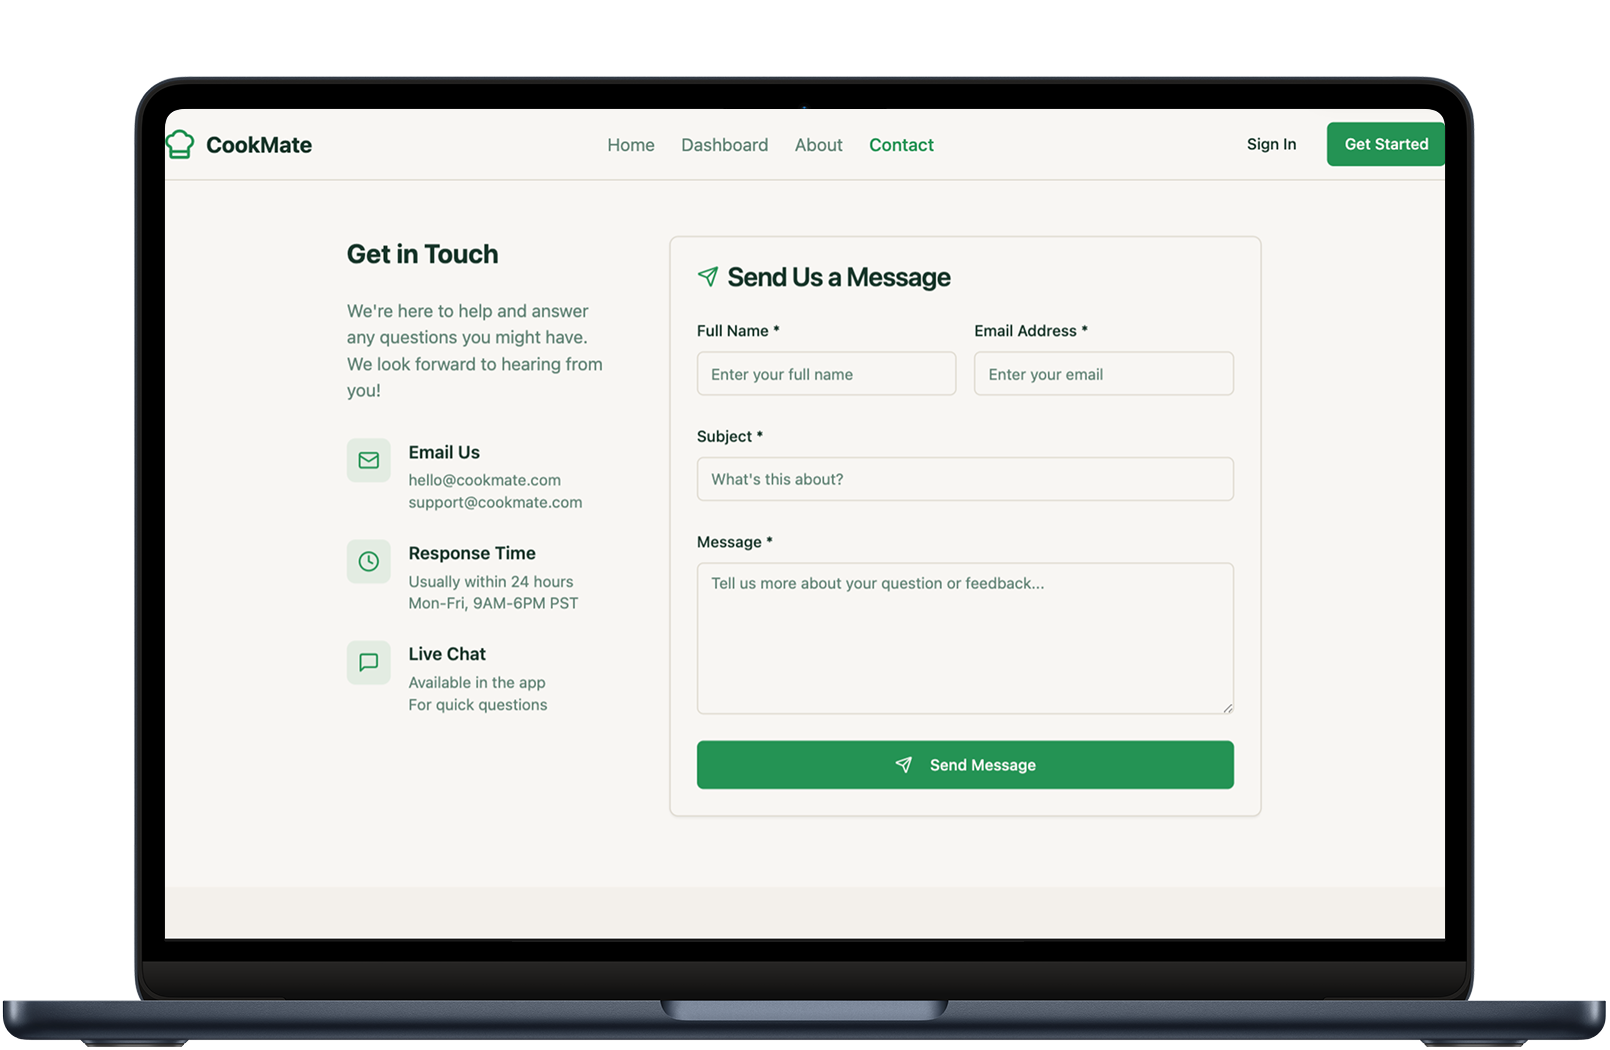 CookMate
Home Dashboard About Contact
Sign In
Get Started
Get in Touch
We're here to help and answer
any questions you might have.
We look forward to hearing from
you!
Email Us
hello@cookmate.com
support@cookmate.com
Response Time
Usually within 24 hours
Mon-Fri, 9AM-6PM PST
Live Chat
Available in the app
For quick questions
Send Us a Message
Full Name *
Enter your full name
Email Address *
Enter your email
Subject *
What's this about?
Message *
Tell us more about your question or feedback...
Send Message